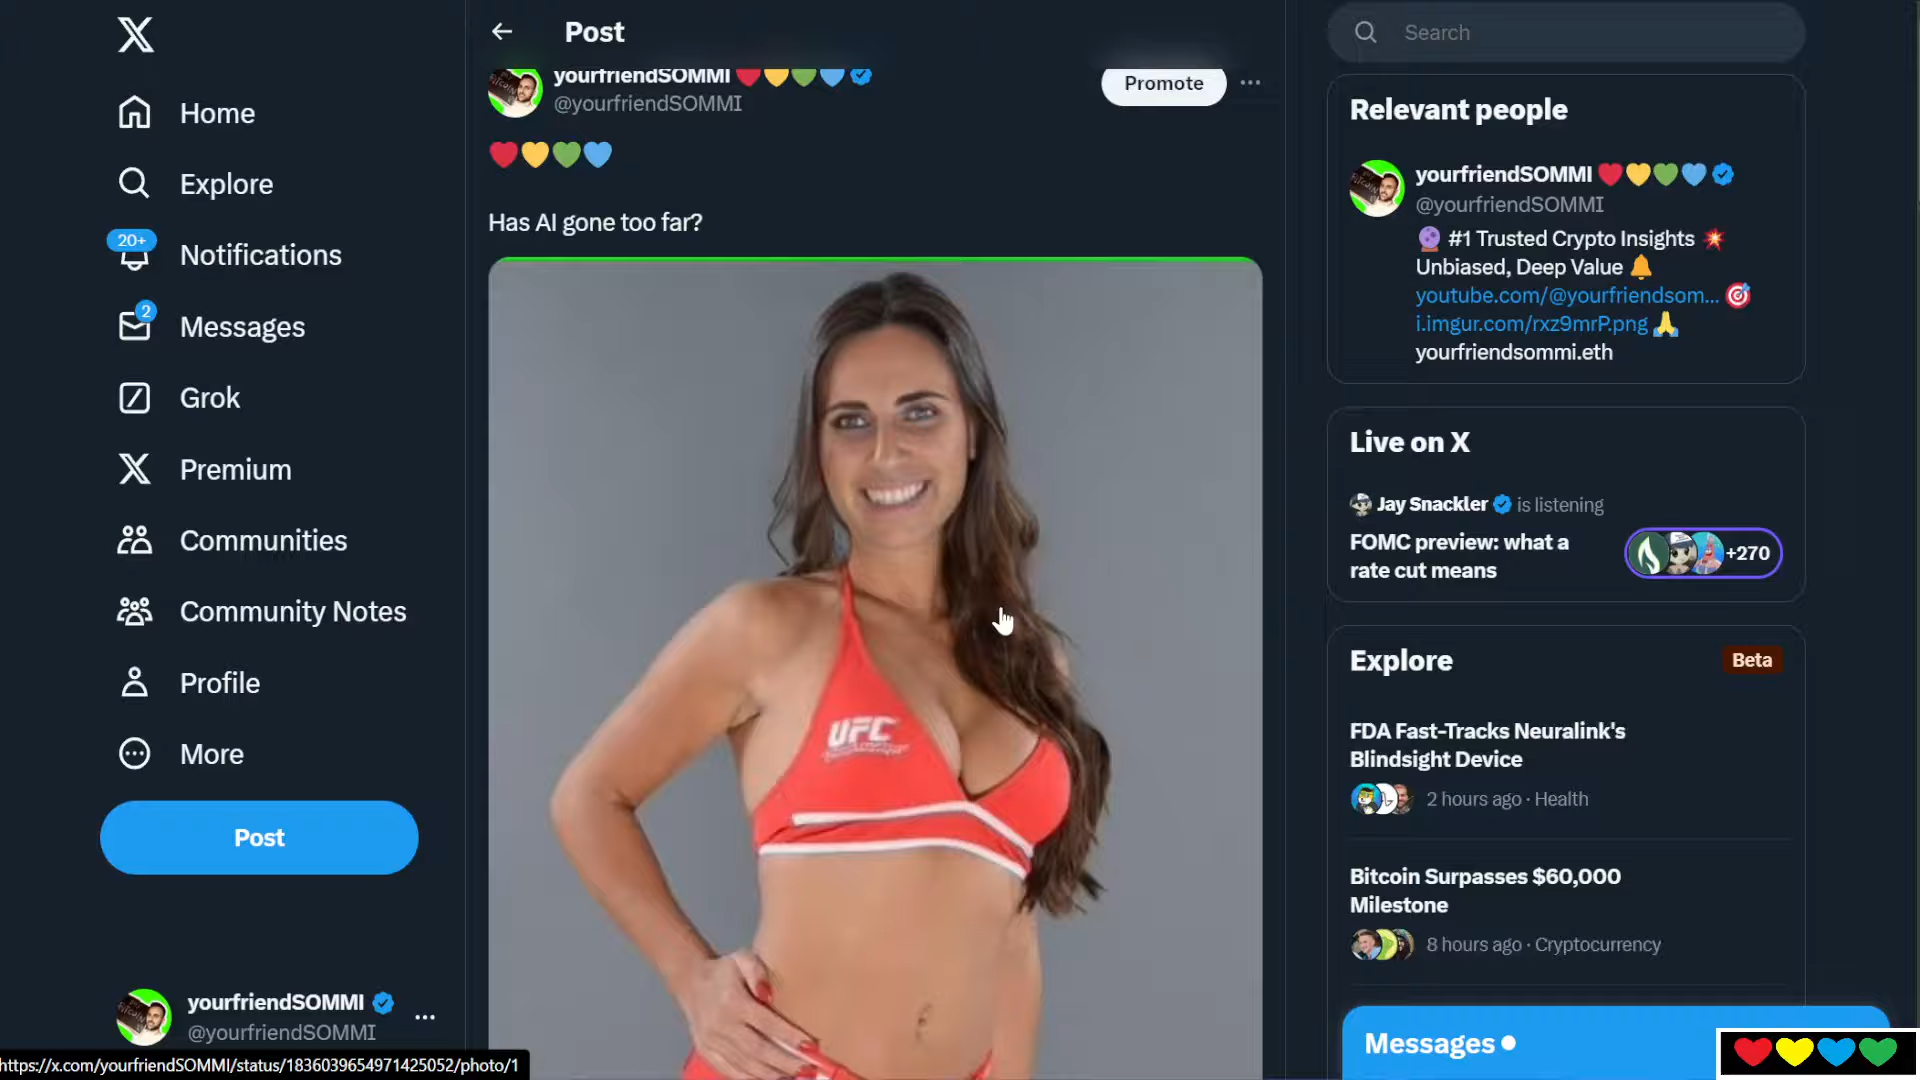 Home
Explore
20+
Notifications
2
Messages
Grok
Premium
Communities
Community Notes
Profile
More
Post
yourfriendSOMMI
@yourfriendSOMMI
https://x.com/yourfriendSOMMI/status/1836039654971425052/photo/1
Post
yourfriendSOMMI ❤️💛💚💙
@yourfriendSOMMI
Promote
❤️💛💚💙
Has AI gone too far?
UFC
Search
Relevant people
yourfriendSOMMI ❤️💛💚💙
@yourfriendSOMMI
🔮 #1 Trusted Crypto Insights 💥
Unbiased, Deep Value 🔔
youtube.com/@yourfriendsom... 🎯
i.imgur.com/rxz9mrP.png 🙏
yourfriendsommi.eth
Live on X
Jay Snackler is listening
FOMC preview: what a
rate cut means
+270
Explore
Beta
FDA Fast-Tracks Neuralink's
Blindsight Device
2 hours ago · Health
Bitcoin Surpasses $60,000
Milestone
8 hours ago · Cryptocurrency
Messages